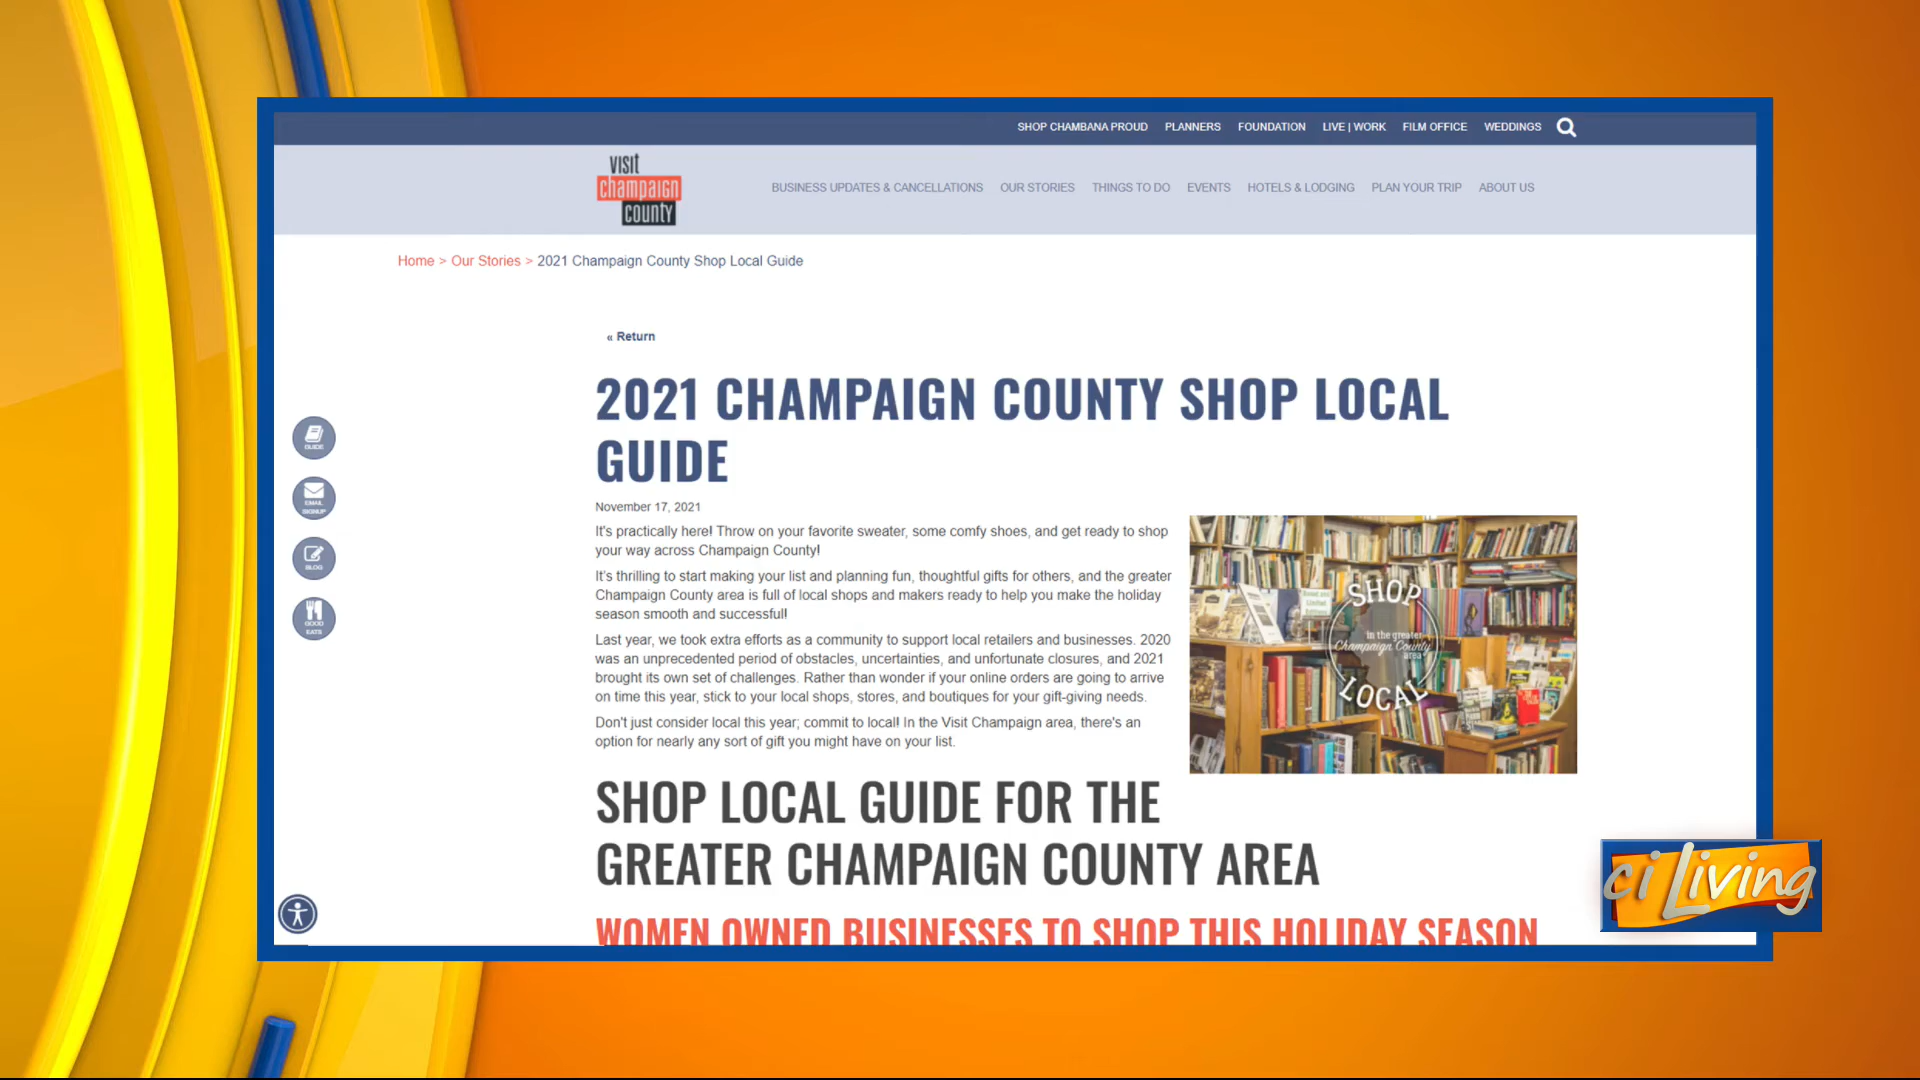 SHOP CHAMBANA PROUD PLANNERS FOUNDATION LIVE | WORK FILM OFFICE WEDDINGS
visit
champaign
county
BUSINESS UPDATES & CANCELLATIONS OUR STORIES THINGS TO DO EVENTS HOTELS & LODGING PLAN YOUR TRIP ABOUT US
Home > Our Stories > 2021 Champaign County Shop Local Guide
« Return
2021 CHAMPAIGN COUNTY SHOP LOCAL
GUIDE
November 17, 2021
It's practically here! Throw on your favorite sweater, some comfy shoes, and get ready to shop
your way across Champaign County!
It's thrilling to start making your list and planning fun, thoughtful gifts for others, and the greater
Champaign County area is full of local shops and makers ready to help you make the holiday
season smooth and successful!
Last year, we took extra efforts as a community to support local retailers and businesses. 2020
was an unprecedented period of obstacles, uncertainties, and unfortunate closures, and 2021
brought its own set of challenges. Rather than wonder if your online orders are going to arrive
on time this year, stick to your local shops, stores, and boutiques for your gift-giving needs.
Don't just consider local this year; commit to local! In the Visit Champaign area, there's an
option for nearly any sort of gift you might have on your list.
SHOP
in the greater
Champaign County
area
LOCAL
GUIDE
EMAIL
SIGNUP
BLOG
GOOD
EATS
SHOP LOCAL GUIDE FOR THE
GREATER CHAMPAIGN COUNTY AREA
WOMEN OWNED BUSINESSES TO SHOP THIS HOLIDAY SEASON
ci Living